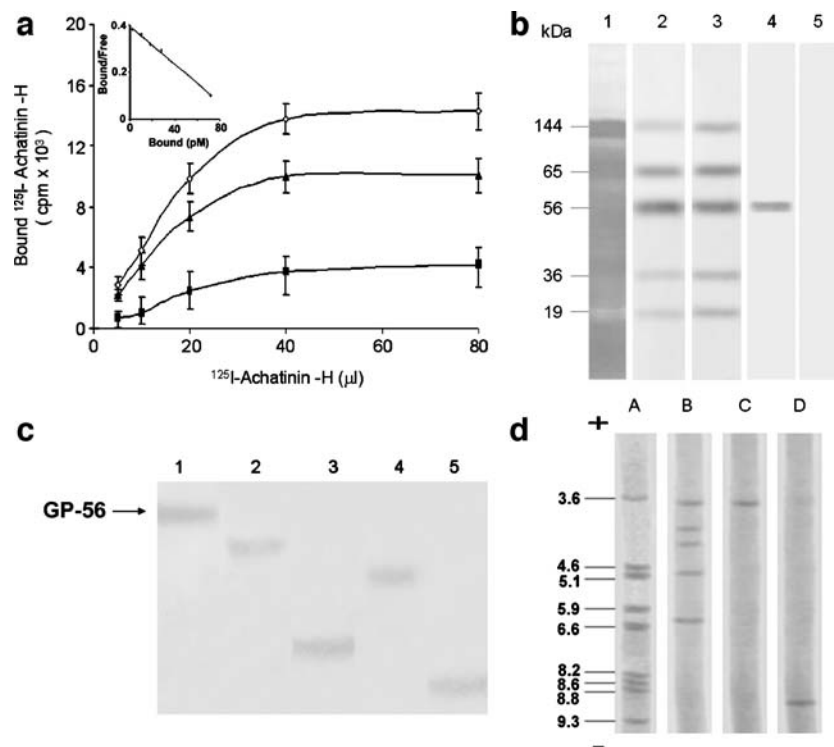 a
0.4
0.2
0
Bound/Free
0 40 80
Bound (pM)
20
16
12
8
4
0
Bound ¹²⁵I- Achatinin -H
( cpm x 10³)
0 20 40 60 80
¹²⁵I-Achatinin -H (µl)
b
kDa
1 2 3 4 5
144
65
56
36
19
c
1 2 3 4 5
GP-56
d
+
A B C D
3.6
4.6
5.1
5.9
6.6
8.2
8.6
8.8
9.3
–